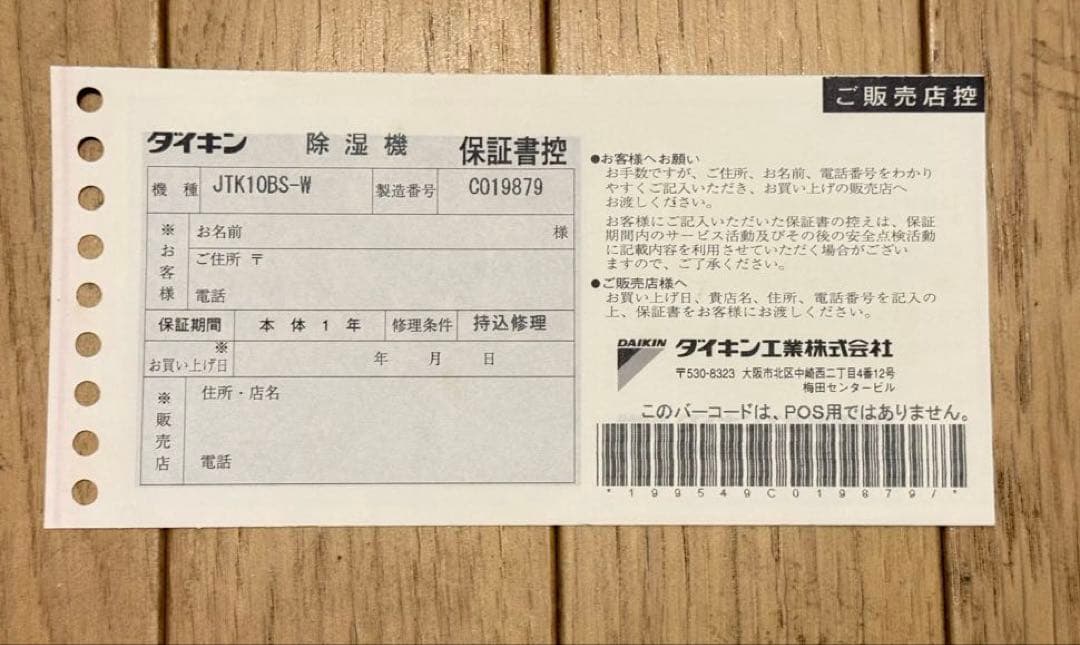 ご販売店控
ダイキン 除湿機 保証書控
機種 JTK10BS-W 製造番号 C019879
※お客様
お名前 様
ご住所 〒
電話
保証期間 本体1年 修理条件 持込修理
※お買い上げ日 年 月 日
※販売店
住所・店名
電話
●お客様へお願い
お手数ですが、ご住所、お名前、電話番号をわかり
やすくご記入いただき、お買い上げの販売店へ
お渡しください。
お客様にご記入いただいた保証書の控えは、保証
期間内のサービス活動及びその後の安全点検活動
に記載内容を利用させていただく場合がござい
ますので、ご了承ください。
●ご販売店様へ
お買い上げ日、貴店名、住所、電話番号を記入の
上、保証書をお客様にお渡しください。
DAIKIN ダイキン工業株式会社
〒530-8323 大阪市北区中崎西二丁目4番12号
梅田センタービル
このバーコードは、POS用ではありません。
*199549C019879/*